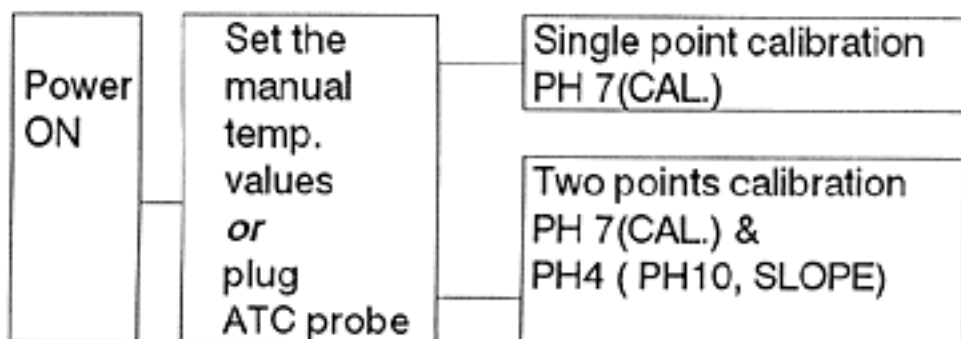 Power
ON
Set the
manual
temp.
values
or
plug
ATC probe
Single point calibration
PH 7(CAL.)
Two points calibration
PH 7(CAL.) &
PH4 ( PH10, SLOPE)